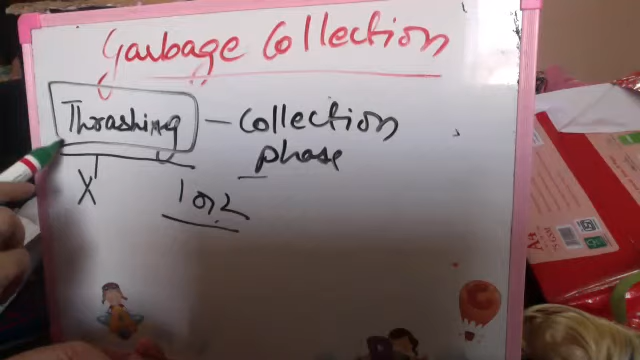 Garbage Collection
Thrashing — Collection
phase
X
1 or 2